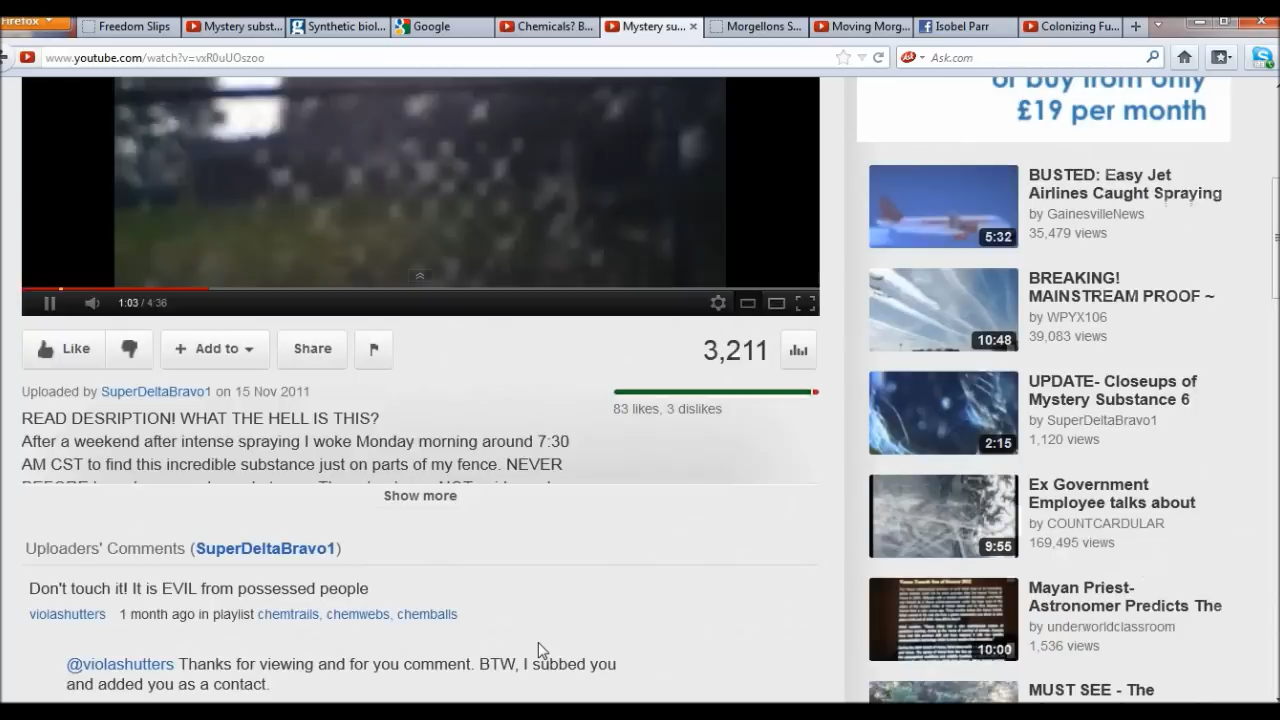 Firefox
Freedom Slips
Mystery subst...
Synthetic biol...
Google
Chemicals? B...
Mystery su...
Morgellons S...
Moving Morg...
Isobel Parr
Colonizing Fu...
www.youtube.com/watch?v=vxR0uUOszoo
Ask.com
or buy from only
£19 per month
1:03 / 4:36
Like
Add to
Share
3,211
Uploaded by SuperDeltaBravo1 on 15 Nov 2011
83 likes, 3 dislikes
READ DESRIPTION! WHAT THE HELL IS THIS?
After a weekend after intense spraying I woke Monday morning around 7:30
AM CST to find this incredible substance just on parts of my fence. NEVER
Show more
Uploaders' Comments (SuperDeltaBravo1)
Don't touch it! It is EVIL from possessed people
violashutters 1 month ago in chemtrails, chemwebs, chemballs
@violashutters Thanks for viewing and for you comment. BTW, I subbed you
and added you as a contact.
BUSTED: Easy Jet
Airlines Caught Spraying
by GainesvilleNews
35,479 views
5:32
BREAKING!
MAINSTREAM PROOF ~
by WPYX106
39,083 views
10:48
UPDATE- Closeups of
Mystery Substance 6
by SuperDeltaBravo1
1,120 views
2:15
Ex Government
Employee talks about
by COUNTCARDULAR
169,495 views
9:55
Mayan Priest-
Astronomer Predicts The
by underworldclassroom
1,536 views
10:00
MUST SEE - The